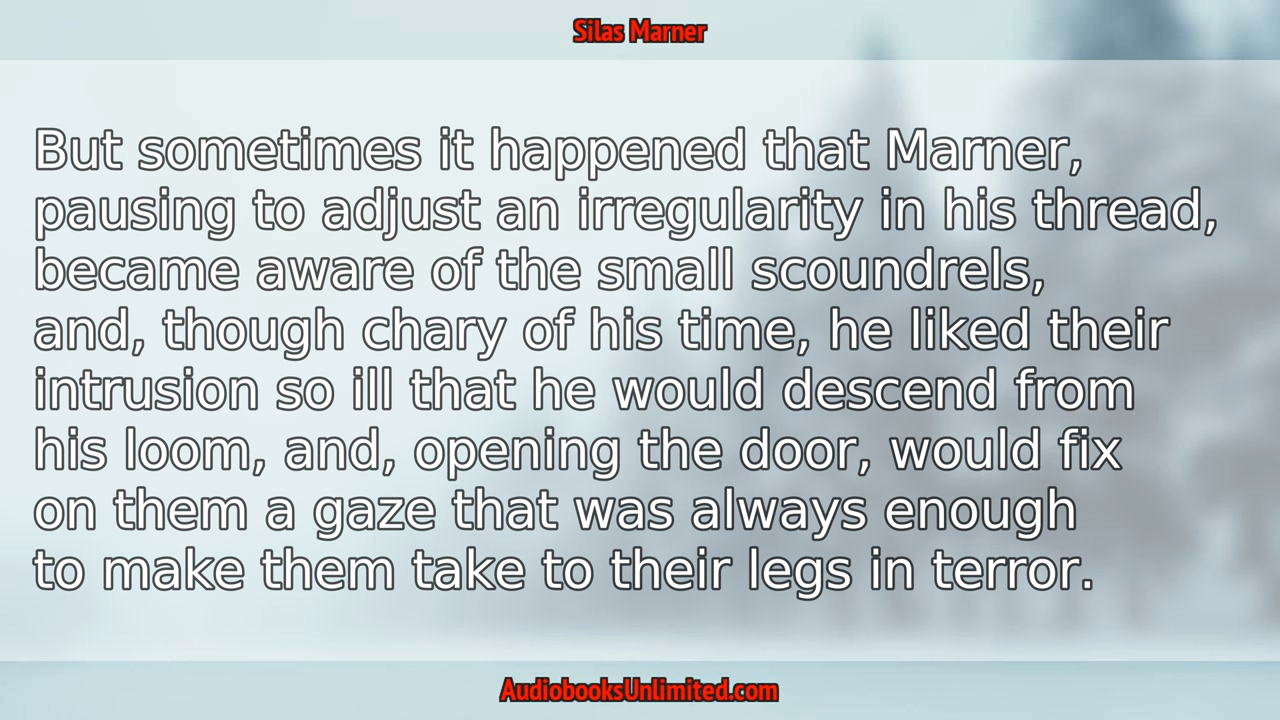 Silas Marner
But sometimes it happened that Marner,
pausing to adjust an irregularity in his thread,
became aware of the small scoundrels,
and, though chary of his time, he liked their
intrusion so ill that he would descend from
his loom, and, opening the door, would fix
on them a gaze that was always enough
to make them take to their legs in terror.
AudiobooksUnlimited.com